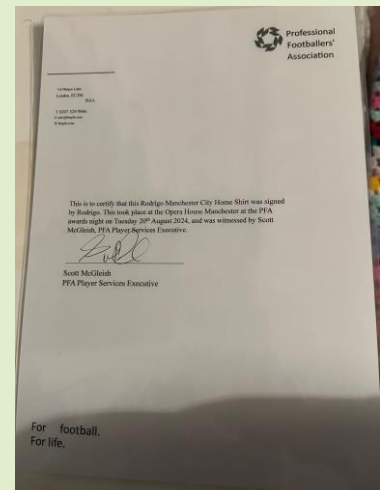 Professional
Footballers'
Association
London, EC1M
This is to certify that this Rodrigo Manchester City Home Shirt was signed
by Rodrigo. This took place at the Opera House Manchester at the PFA
awards night on Tuesday 20th August 2024, and was witnessed by Scott
McGleish, PFA Player Services Executive.
Scott McGleish
PFA Player Services Executive
For football.
For life.